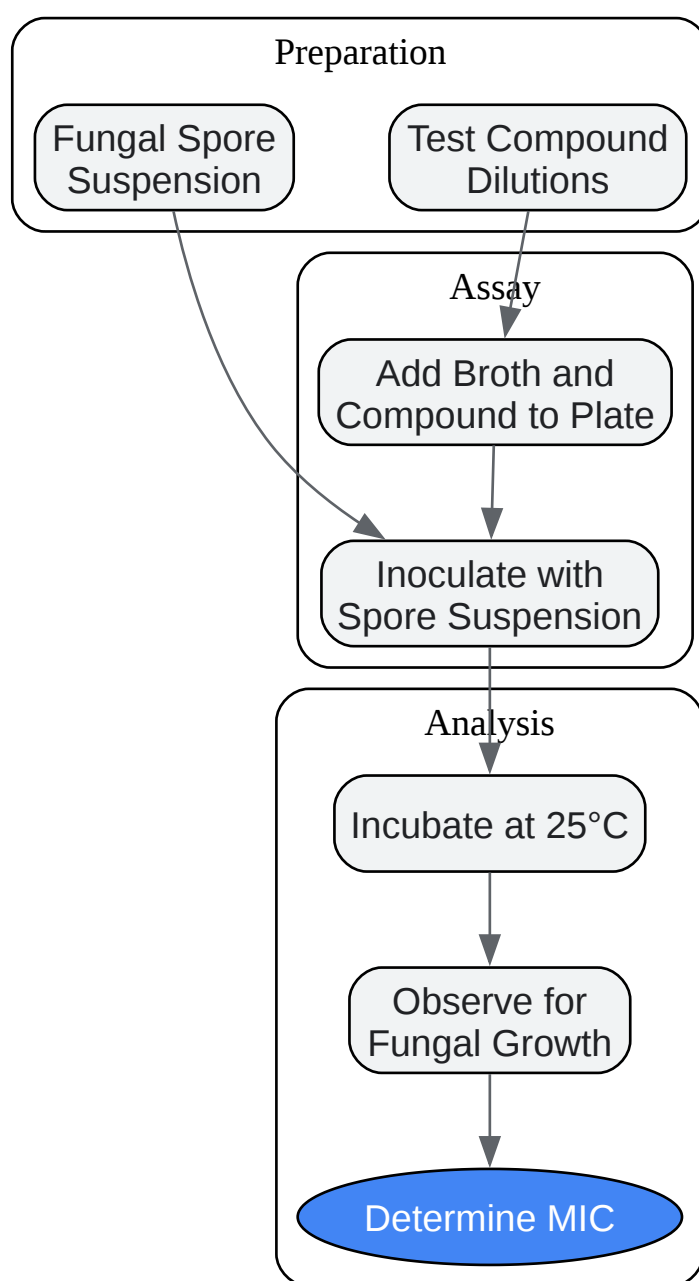 Preparation
Fungal Spore
Suspension
Test Compound
Dilutions
Assay
Add Broth and
Compound to Plate
Inoculate with
Spore Suspension
Analysis
Incubate at 25°C
Observe for
Fungal Growth
Determine MIC